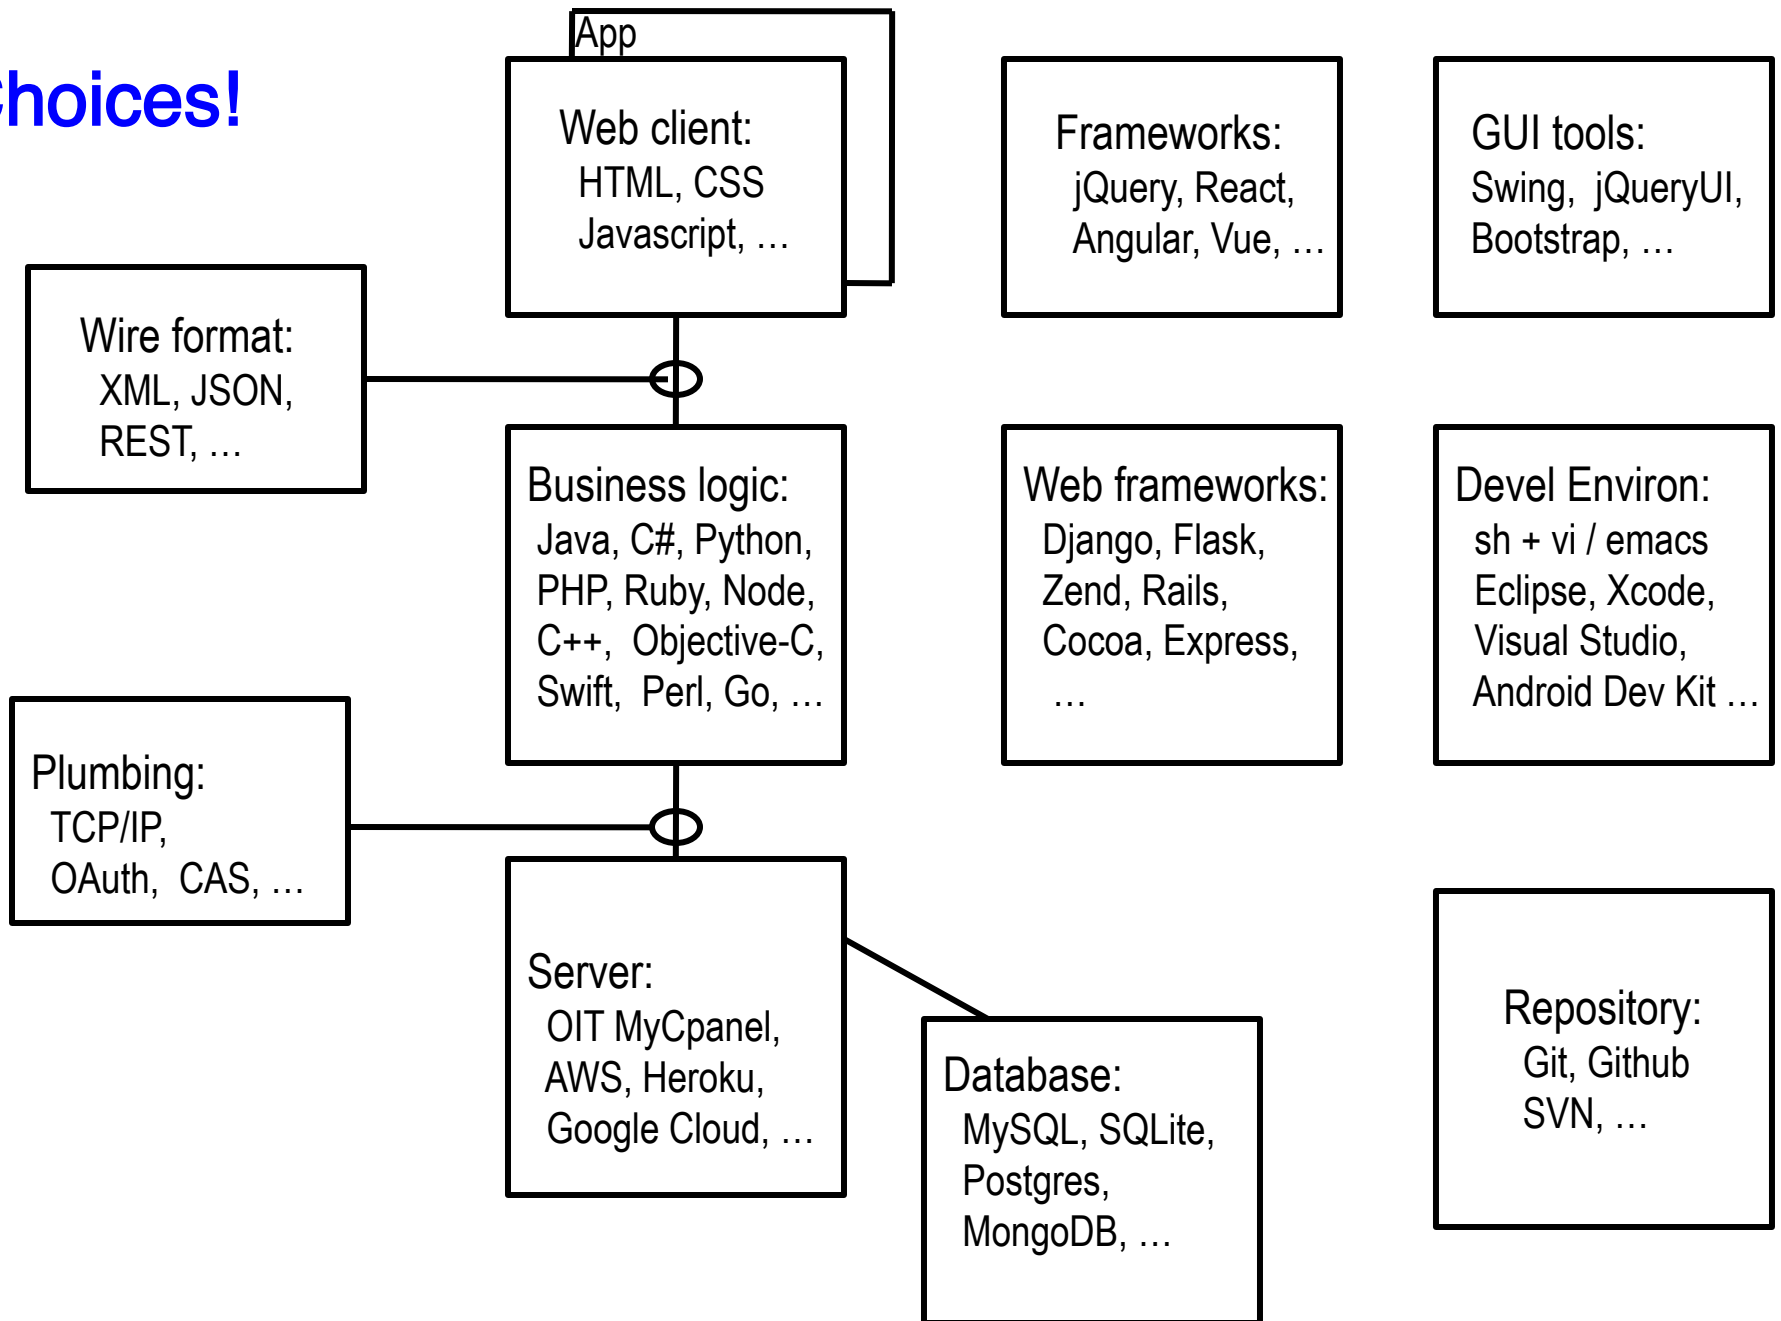 Choices!
App
Web client:
HTML, CSS
Javascript, …
Frameworks:
jQuery, React,
Angular, Vue, …
GUI tools:
Swing, jQueryUI,
Bootstrap, …
Wire format:
XML, JSON,
REST, …
Business logic:
Java, C#, Python,
PHP, Ruby, Node,
C++, Objective-C,
Swift, Perl, Go, …
Web frameworks:
Django, Flask,
Zend, Rails,
Cocoa, Express,
…
Devel Environ:
sh + vi / emacs
Eclipse, Xcode,
Visual Studio,
Android Dev Kit …
Plumbing:
TCP/IP,
OAuth, CAS, …
Server:
OIT MyCpanel,
AWS, Heroku,
Google Cloud, …
Database:
MySQL, SQLite,
Postgres,
MongoDB, …
Repository:
Git, Github
SVN, …